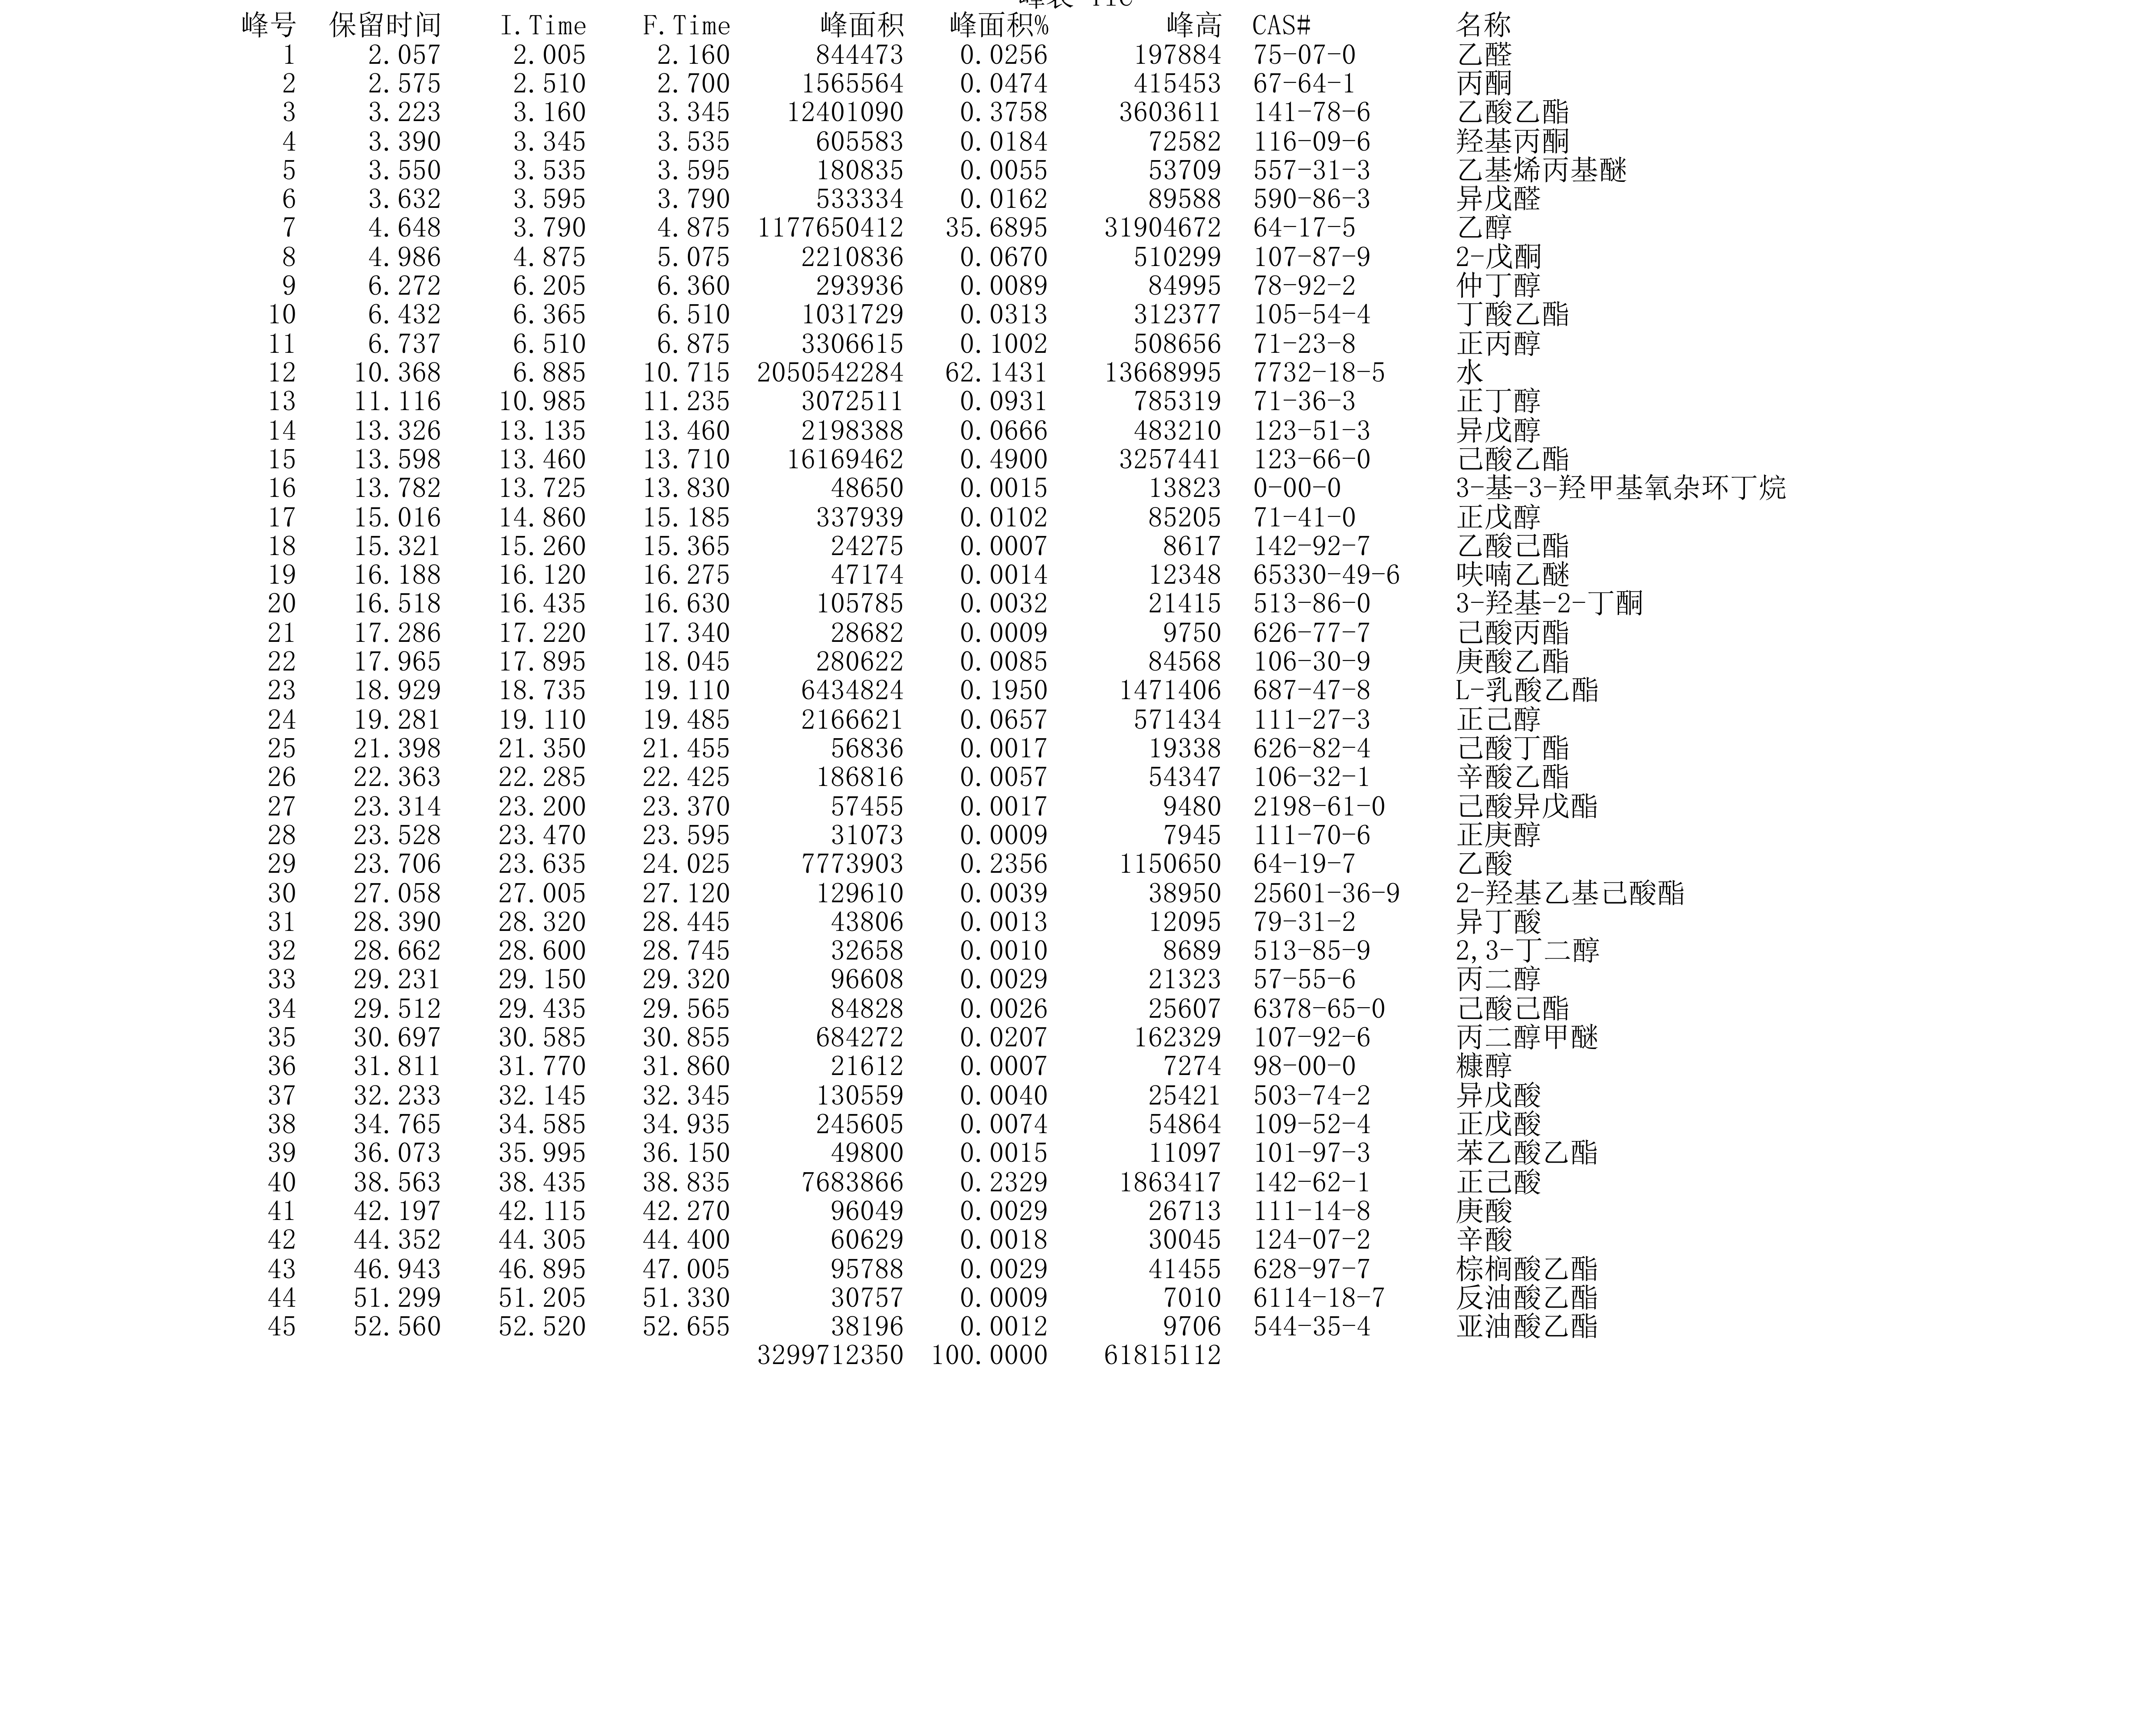 峰号 保留时间 I.Time F.Time 峰面积 峰面积% 峰高 CAS# 名称
1 2.057 2.005 2.160 844473 0.0256 197884 75-07-0 乙醛
2 2.575 2.510 2.700 1565564 0.0474 415453 67-64-1 丙酮
3 3.223 3.160 3.345 12401090 0.3758 3603611 141-78-6 乙酸乙酯
4 3.390 3.345 3.535 605583 0.0184 72582 116-09-6 羟基丙酮
5 3.550 3.535 3.595 180835 0.0055 53709 557-31-3 乙基烯丙基醚
6 3.632 3.595 3.790 533334 0.0162 89588 590-86-3 异戊醛
7 4.648 3.790 4.875 1177650412 35.6895 31904672 64-17-5 乙醇
8 4.986 4.875 5.075 2210836 0.0670 510299 107-87-9 2-戊酮
9 6.272 6.205 6.360 293936 0.0089 84995 78-92-2 仲丁醇
10 6.432 6.365 6.510 1031729 0.0313 312377 105-54-4 丁酸乙酯
11 6.737 6.510 6.875 3306615 0.1002 508656 71-23-8 正丙醇
12 10.368 6.885 10.715 2050542284 62.1431 13668995 7732-18-5 水
13 11.116 10.985 11.235 3072511 0.0931 785319 71-36-3 正丁醇
14 13.326 13.135 13.460 2198388 0.0666 483210 123-51-3 异戊醇
15 13.598 13.460 13.710 16169462 0.4900 3257441 123-66-0 己酸乙酯
16 13.782 13.725 13.830 48650 0.0015 13823 0-00-0 3-基-3-羟甲基氧杂环丁烷
17 15.016 14.860 15.185 337939 0.0102 85205 71-41-0 正戊醇
18 15.321 15.260 15.365 24275 0.0007 8617 142-92-7 乙酸己酯
19 16.188 16.120 16.275 47174 0.0014 12348 65330-49-6 呋喃乙醚
20 16.518 16.435 16.630 105785 0.0032 21415 513-86-0 3-羟基-2-丁酮
21 17.286 17.220 17.340 28682 0.0009 9750 626-77-7 己酸丙酯
22 17.965 17.895 18.045 280622 0.0085 84568 106-30-9 庚酸乙酯
23 18.929 18.735 19.110 6434824 0.1950 1471406 687-47-8 L-乳酸乙酯
24 19.281 19.110 19.485 2166621 0.0657 571434 111-27-3 正己醇
25 21.398 21.350 21.455 56836 0.0017 19338 626-82-4 己酸丁酯
26 22.363 22.285 22.425 186816 0.0057 54347 106-32-1 辛酸乙酯
27 23.314 23.200 23.370 57455 0.0017 9480 2198-61-0 己酸异戊酯
28 23.528 23.470 23.595 31073 0.0009 7945 111-70-6 正庚醇
29 23.706 23.635 24.025 7773903 0.2356 1150650 64-19-7 乙酸
30 27.058 27.005 27.120 129610 0.0039 38950 25601-36-9 2-羟基乙基己酸酯
31 28.390 28.320 28.445 43806 0.0013 12095 79-31-2 异丁酸
32 28.662 28.600 28.745 32658 0.0010 8689 513-85-9 2,3-丁二醇
33 29.231 29.150 29.320 96608 0.0029 21323 57-55-6 丙二醇
34 29.512 29.435 29.565 84828 0.0026 25607 6378-65-0 己酸己酯
35 30.697 30.585 30.855 684272 0.0207 162329 107-92-6 丙二醇甲醚
36 31.811 31.770 31.860 21612 0.0007 7274 98-00-0 糠醇
37 32.233 32.145 32.345 130559 0.0040 25421 503-74-2 异戊酸
38 34.765 34.585 34.935 245605 0.0074 54864 109-52-4 正戊酸
39 36.073 35.995 36.150 49800 0.0015 11097 101-97-3 苯乙酸乙酯
40 38.563 38.435 38.835 7683866 0.2329 1863417 142-62-1 正己酸
41 42.197 42.115 42.270 96049 0.0029 26713 111-14-8 庚酸
42 44.352 44.305 44.400 60629 0.0018 30045 124-07-2 辛酸
43 46.943 46.895 47.005 95788 0.0029 41455 628-97-7 棕榈酸乙酯
44 51.299 51.205 51.330 30757 0.0009 7010 6114-18-7 反油酸乙酯
45 52.560 52.520 52.655 38196 0.0012 9706 544-35-4 亚油酸乙酯
3299712350 100.0000 61815112